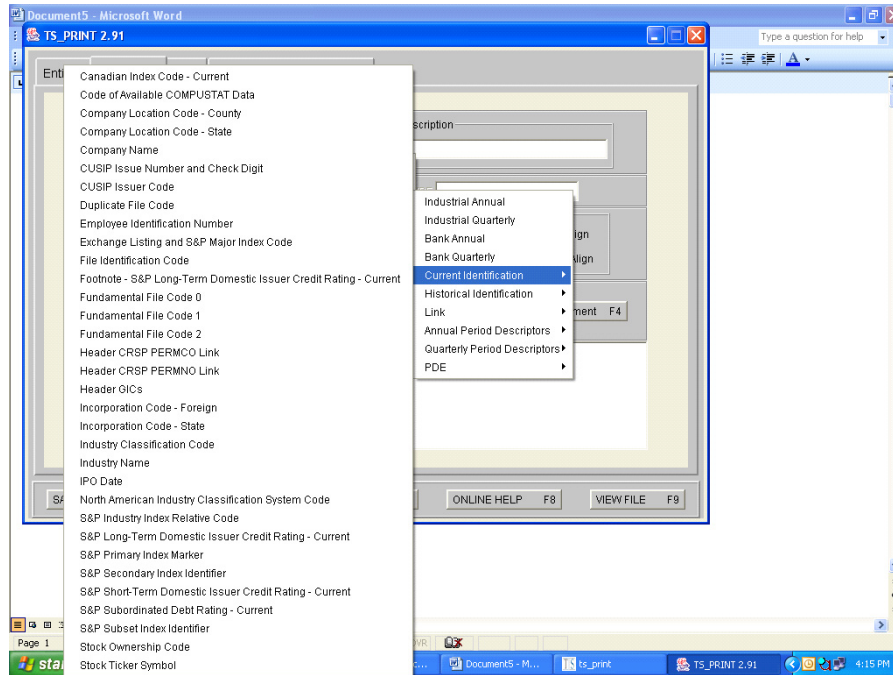 Document5 - Microsoft Word
TS_PRINT 2.91
Type a question for help
Enti
Canadian Index Code - Current
Code of Available COMPUSTAT Data
Company Location Code - County
Company Location Code - State
Company Name
CUSIP Issue Number and Check Digit
CUSIP Issuer Code
Duplicate File Code
Employee Identification Number
Exchange Listing and S&P Major Index Code
File Identification Code
Footnote - S&P Long-Term Domestic Issuer Credit Rating - Current
Fundamental File Code 0
Fundamental File Code 1
Fundamental File Code 2
Header CRSP PERMCO Link
Header CRSP PERMNO Link
Header GICs
Incorporation Code - Foreign
Incorporation Code - State
Industry Classification Code
Industry Name
IPO Date
North American Industry Classification System Code
S&P Industry Index Relative Code
S&P Long-Term Domestic Issuer Credit Rating - Current
S&P Primary Index Marker
S&P Secondary Index Identifier
S&P Short-Term Domestic Issuer Credit Rating - Current
S&P Subordinated Debt Rating - Current
S&P Subset Index Identifier
Stock Ownership Code
Stock Ticker Symbol
scription
Industrial Annual
Industrial Quarterly
Bank Annual
Bank Quarterly
Current Identification
Historical Identification
Link
Annual Period Descriptors
Quarterly Period Descriptors
PDE
ign
Align
ment F4
SA
ONLINE HELP F8
VIEW FILE F9
Page 1
OVR
start
Document5 - M...
ts_print
TS_PRINT 2.91
4:15 PM